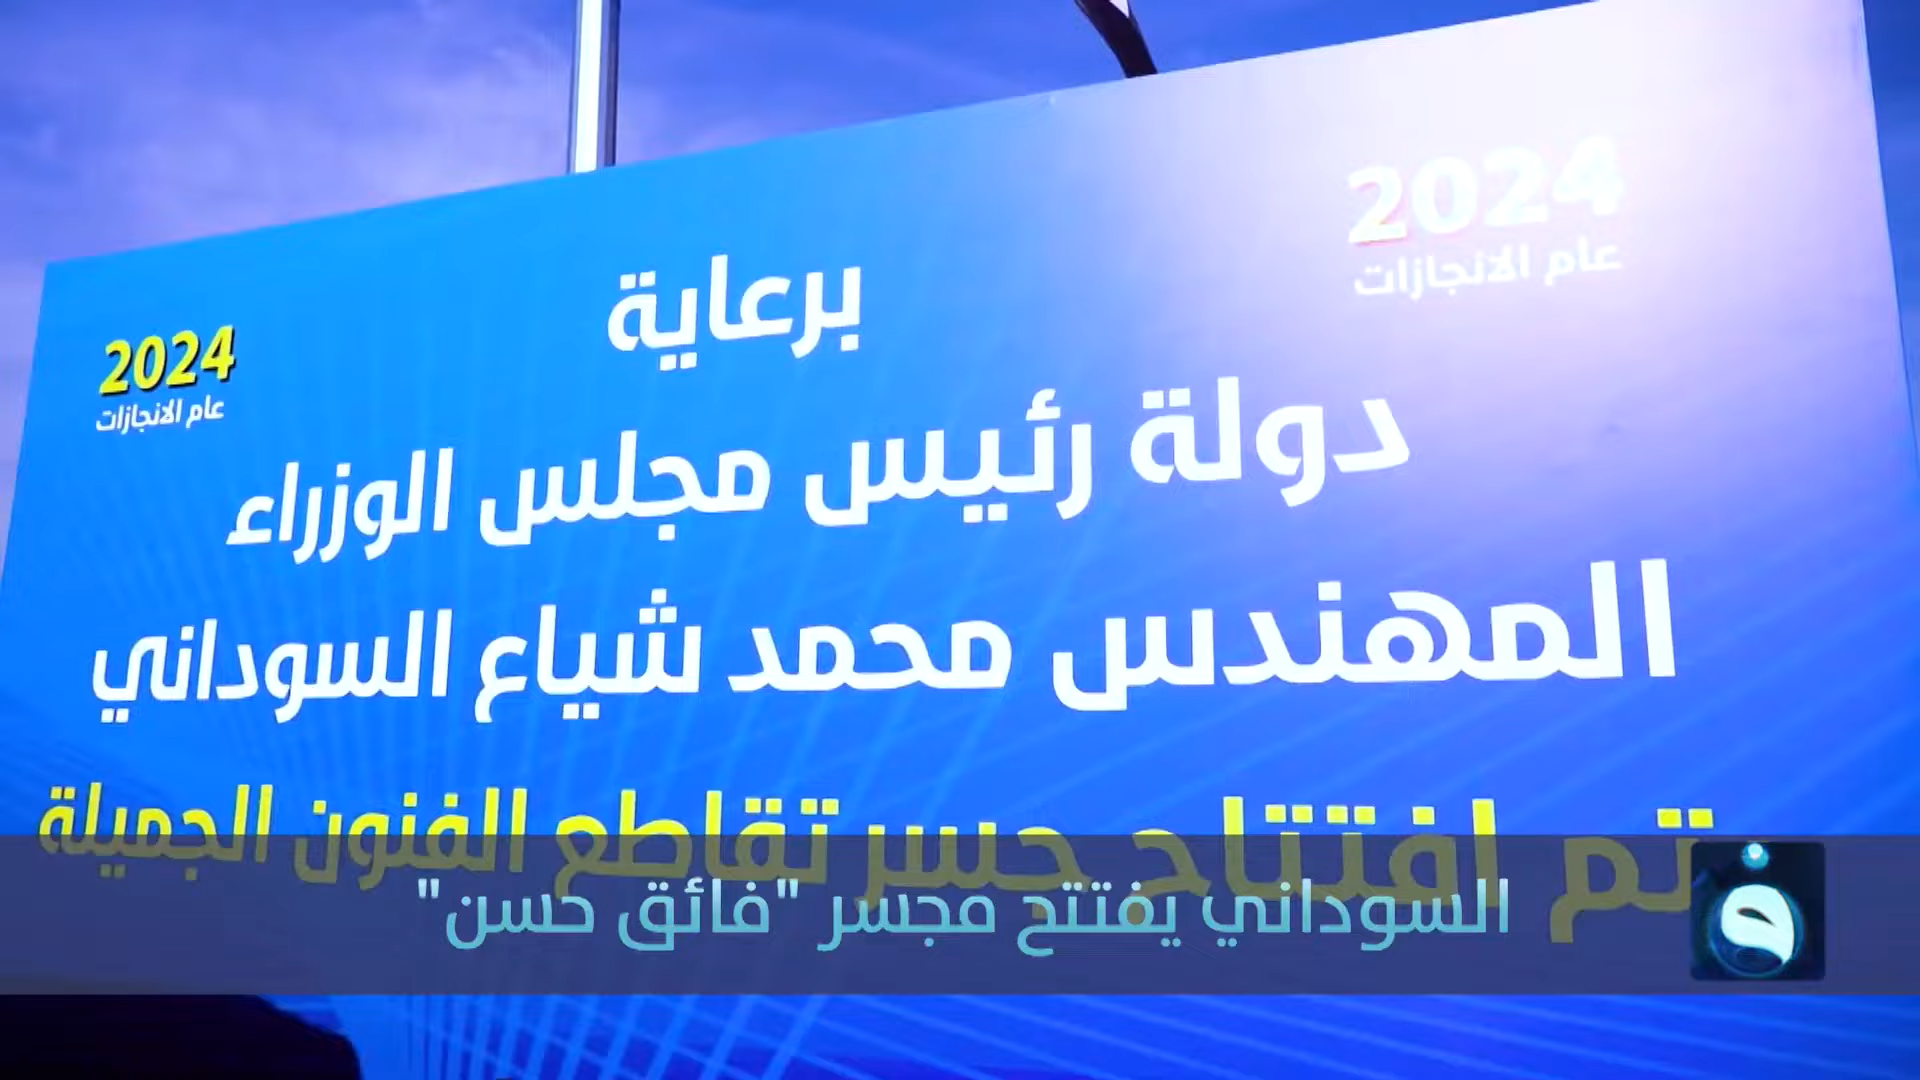 2024
عام الانجازات
2024
عام الانجازات
برعاية
دولة رئيس مجلس الوزراء
المهندس محمد شياع السوداني
تم افتتاح جسر تقاطع الفنون الجميلة
السوداني يفتتح مجسر "فائق حسن"